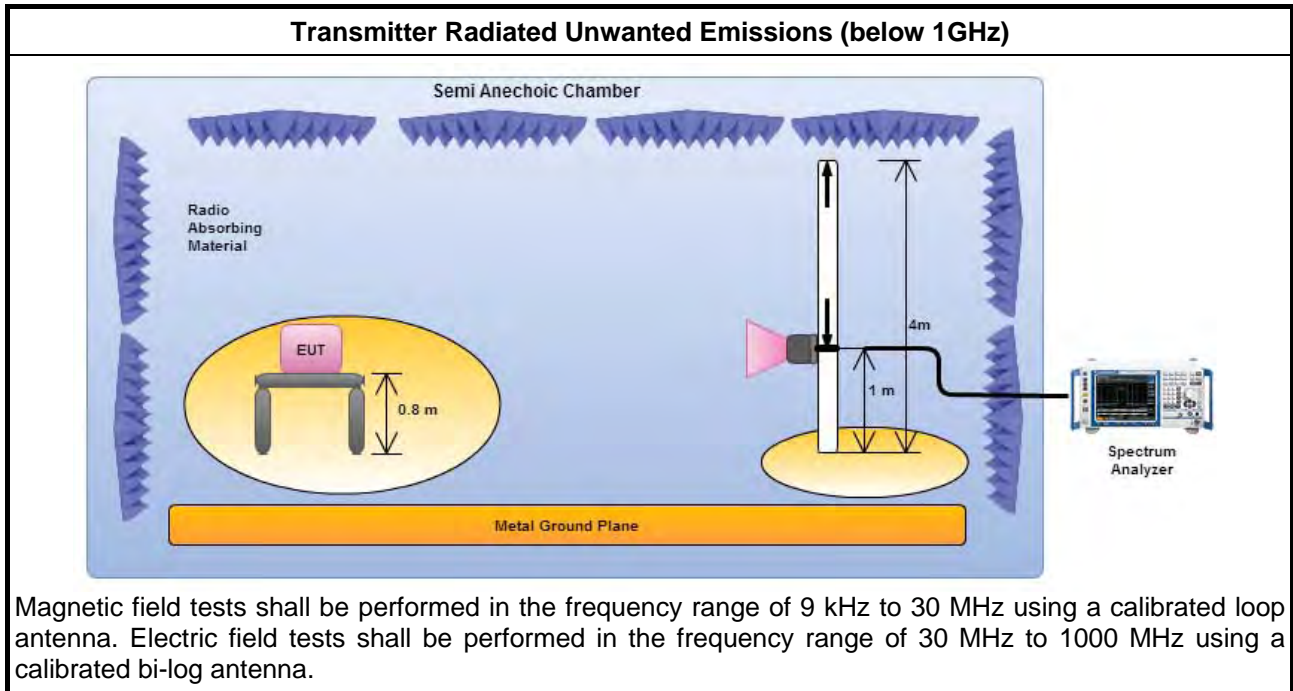 Transmitter Radiated Unwanted Emissions (below 1GHz)
Semi Anechoic Chamber
Radio
Absorbing
Material
EUT
0.8 m
4m
1 m
Spectrum
Analyzer
Metal Ground Plane
Magnetic field tests shall be performed in the frequency range of 9 kHz to 30 MHz using a calibrated loop
antenna. Electric field tests shall be performed in the frequency range of 30 MHz to 1000 MHz using a
calibrated bi-log antenna.